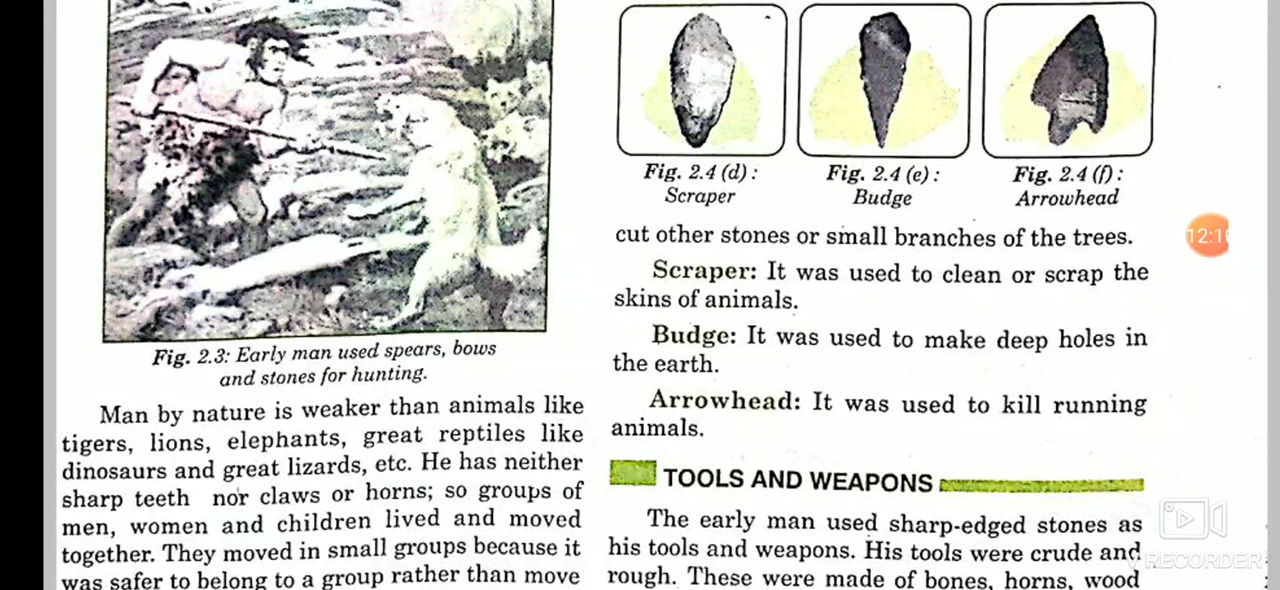 Fig. 2.3: Early man used spears, bows
and stones for hunting.
Man by nature is weaker than animals like
tigers, lions, elephants, great reptiles like
dinosaurs and great lizards, etc. He has neither
sharp teeth nor claws or horns; so groups of
men, women and children lived and moved
together. They moved in small groups because it
was safer to belong to a group rather than move
Fig. 2.4 (d) :
Scraper
Fig. 2.4 (e) :
Budge
Fig. 2.4 (f) :
Arrowhead
cut other stones or small branches of the trees.
Scraper: It was used to clean or scrap the
skins of animals.
Budge: It was used to make deep holes in
the earth.
Arrowhead: It was used to kill running
animals.
TOOLS AND WEAPONS
The early man used sharp-edged stones as
his tools and weapons. His tools were crude and
rough. These were made of bones, horns, wood
RECORDER